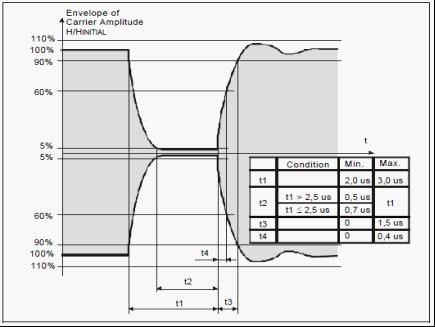 Envelope of
Carrier Amplitude
H/HINITIAL
110%
100%
90%
60%
5%
5%
60%
90%
100%
110%
t
t4
t2
t1
t3
Condition Min. Max.
t1 2,0 us 3,0 us
t2 t1 > 2,5 us 0,5 us t1
t1 ≤ 2,5 us 0,7 us
t3 0 1,5 us
t4 0 0,4 us